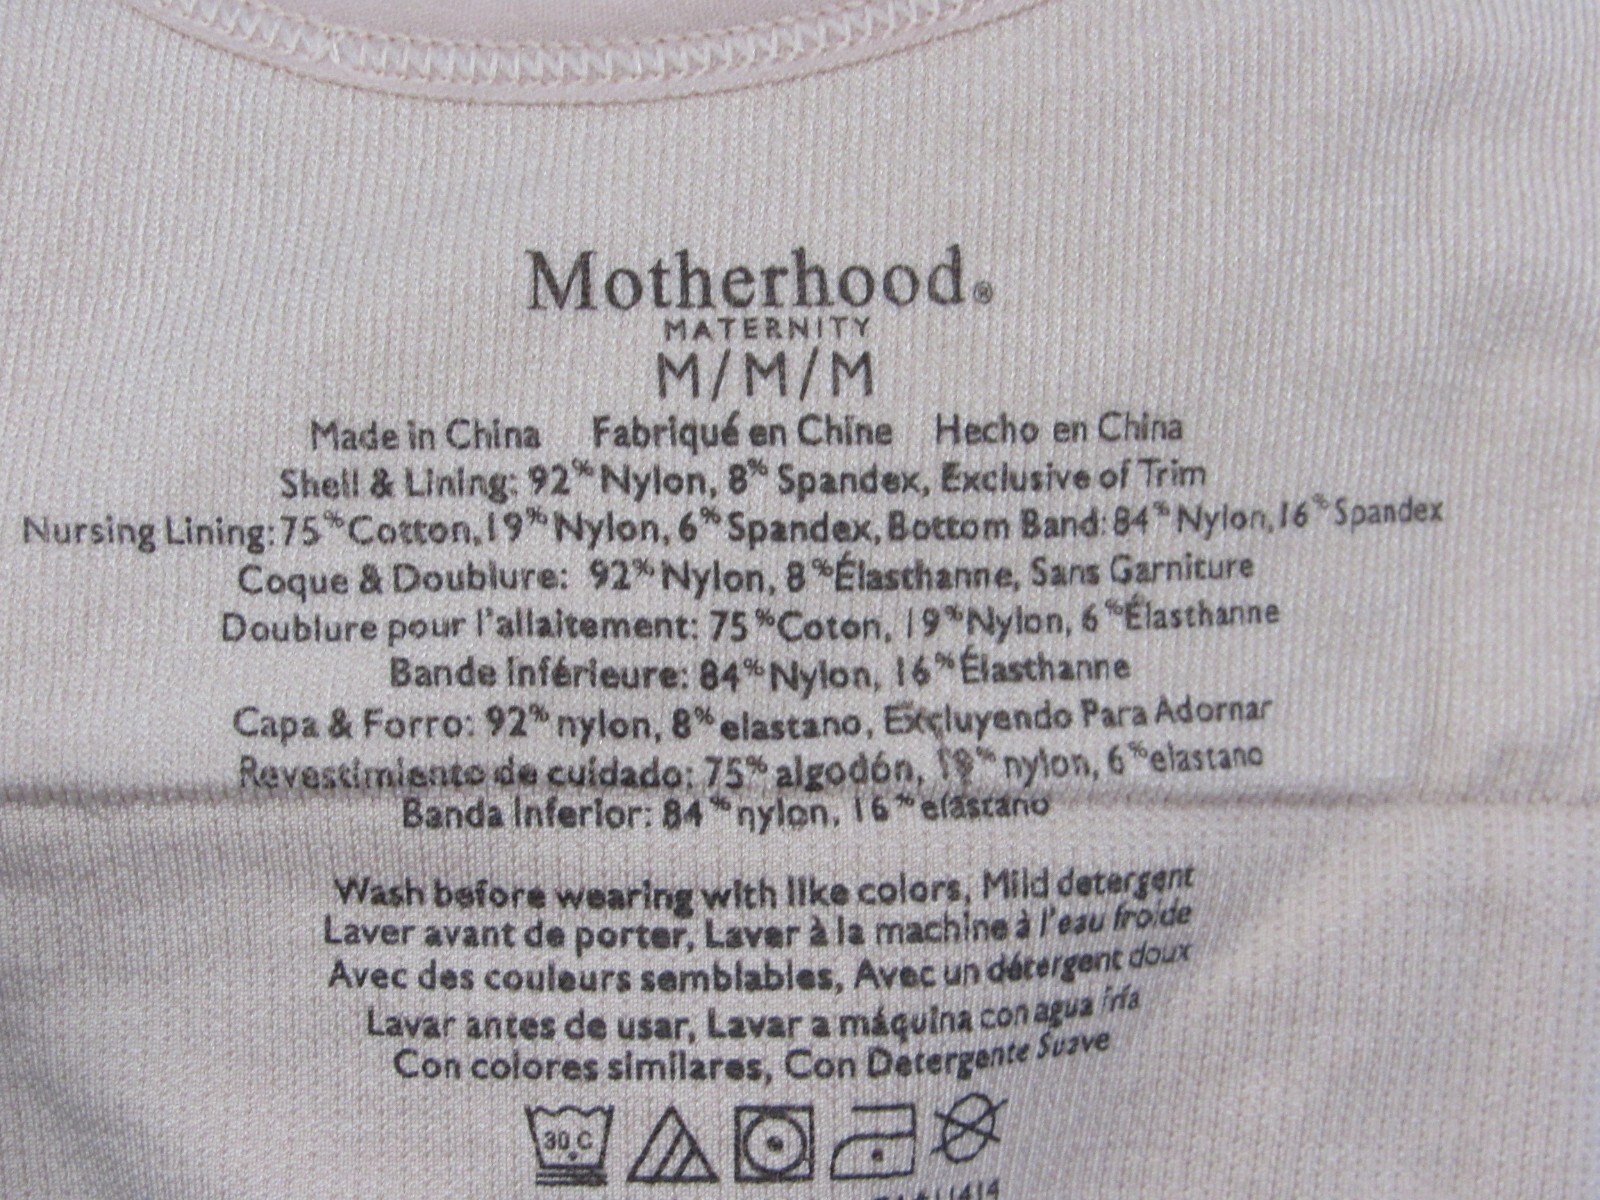 Motherhood®
MATERNITY
M/M/M
Made in China Fabriqué en Chine Hecho en China
Shell & Lining: 92% Nylon, 8% Spandex, Exclusive of Trim
Nursing Lining: 75% Cotton, 19% Nylon, 6% Spandex, Bottom Band: 84% Nylon, 16% Spandex
Coque & Doublure: 92% Nylon, 8% Élasthanne, Sans Garniture
Doublure pour l'allaitement: 75% Coton, 19% Nylon, 6% Élasthanne
Bande Inférieure: 84% Nylon, 16% Élasthanne
Capa & Forro: 92% nylon, 8% elastano, Excluyendo Para Adornar
Revestimiento de cuidado: 75% algodón, 19% nylon, 6% elastano
Banda Inferior: 84% nylon, 16% elastano
Wash before wearing with like colors, Mild detergent
Laver avant de porter, Laver à la machine à l'eau froide
Avec des couleurs semblables, Avec un détergent doux
Lavar antes de usar, Lavar a máquina con agua fría
Con colores similares, Con Detergente Suave
30 C